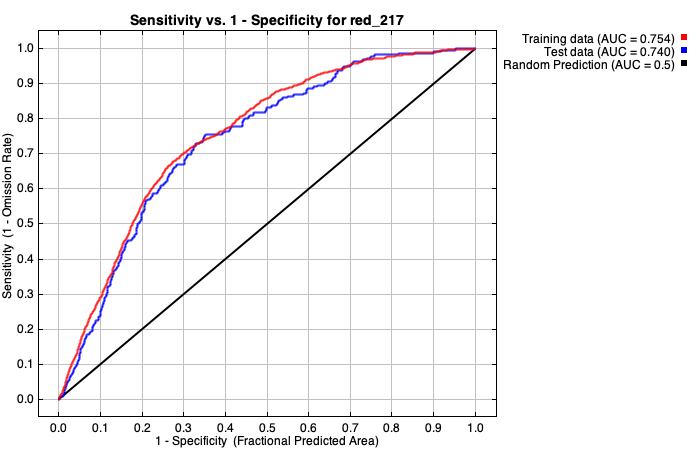 Sensitivity vs. 1 - Specificity for red_217
Training data (AUC = 0.754)
Test data (AUC = 0.740)
Random Prediction (AUC = 0.5)
Sensitivity (1 - Omission Rate)
1.0
0.9
0.8
0.7
0.6
0.5
0.4
0.3
0.2
0.1
0.0
0.0 0.1 0.2 0.3 0.4 0.5 0.6 0.7 0.8 0.9 1.0
1 - Specificity (Fractional Predicted Area)